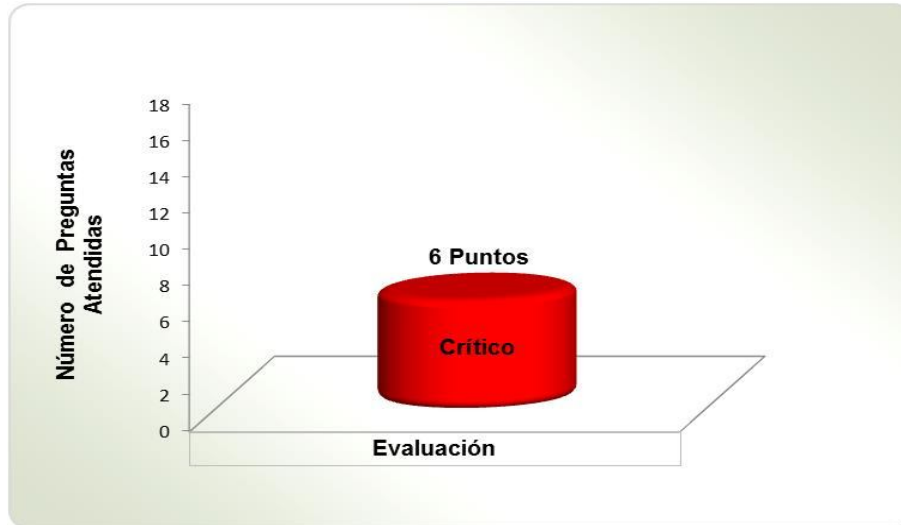 Número de Preguntas
Atendidas
18
16
14
12
10
8
6
4
2
0
6 Puntos
Crítico
Evaluación